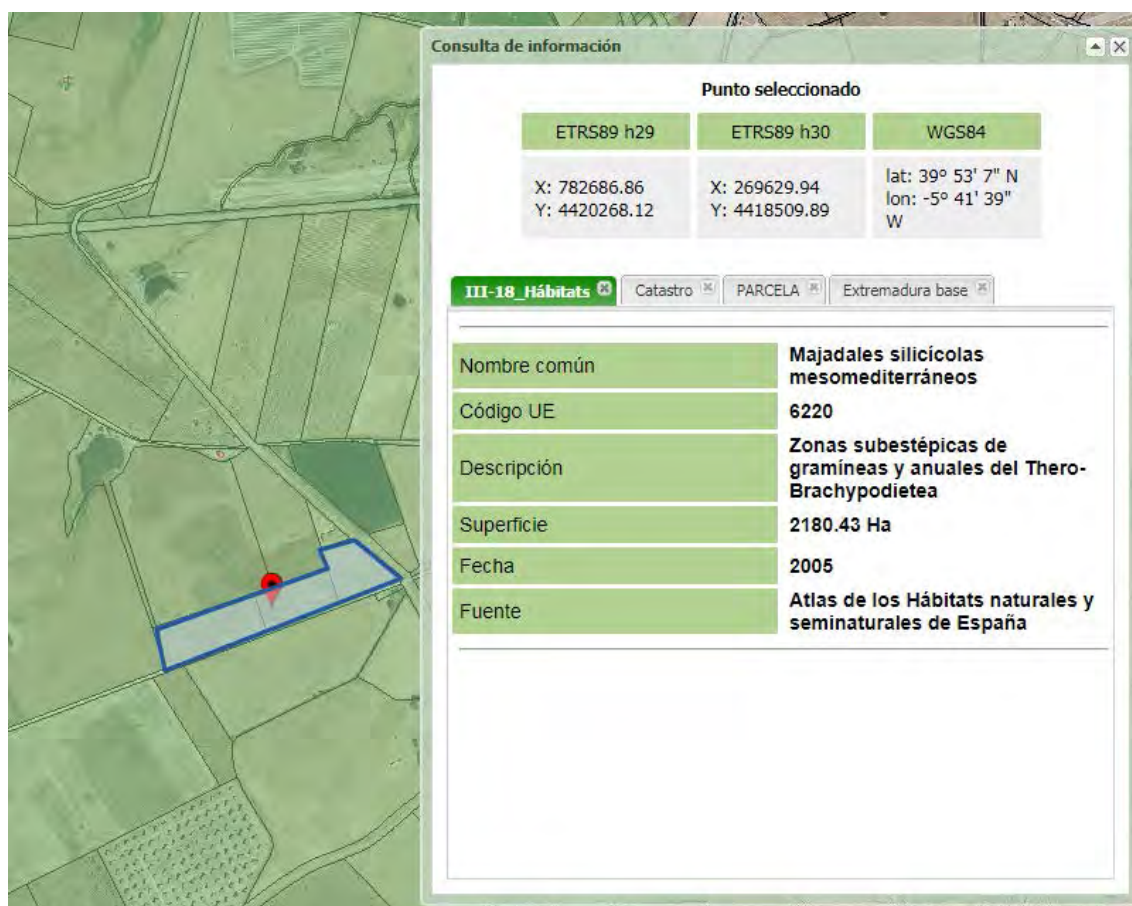 Consulta de información
Punto seleccionado
ETRS89 h29
ETRS89 h30
WGS84
X: 782686.86
Y: 4420268.12
X: 269629.94
Y: 4418509.89
lat: 39º 53' 7" N
lon: -5º 41' 39"
W
III-18_Hábitats
Catastro
PARCELA
Extremadura base
Nombre común
Majadales silicícolas
mesomediterráneos
Código UE
6220
Descripción
Zonas subestépicas de
gramíneas y anuales del Thero-
Brachypodietea
Superficie
2180.43 Ha
Fecha
2005
Fuente
Atlas de los Hábitats naturales y
seminaturales de España